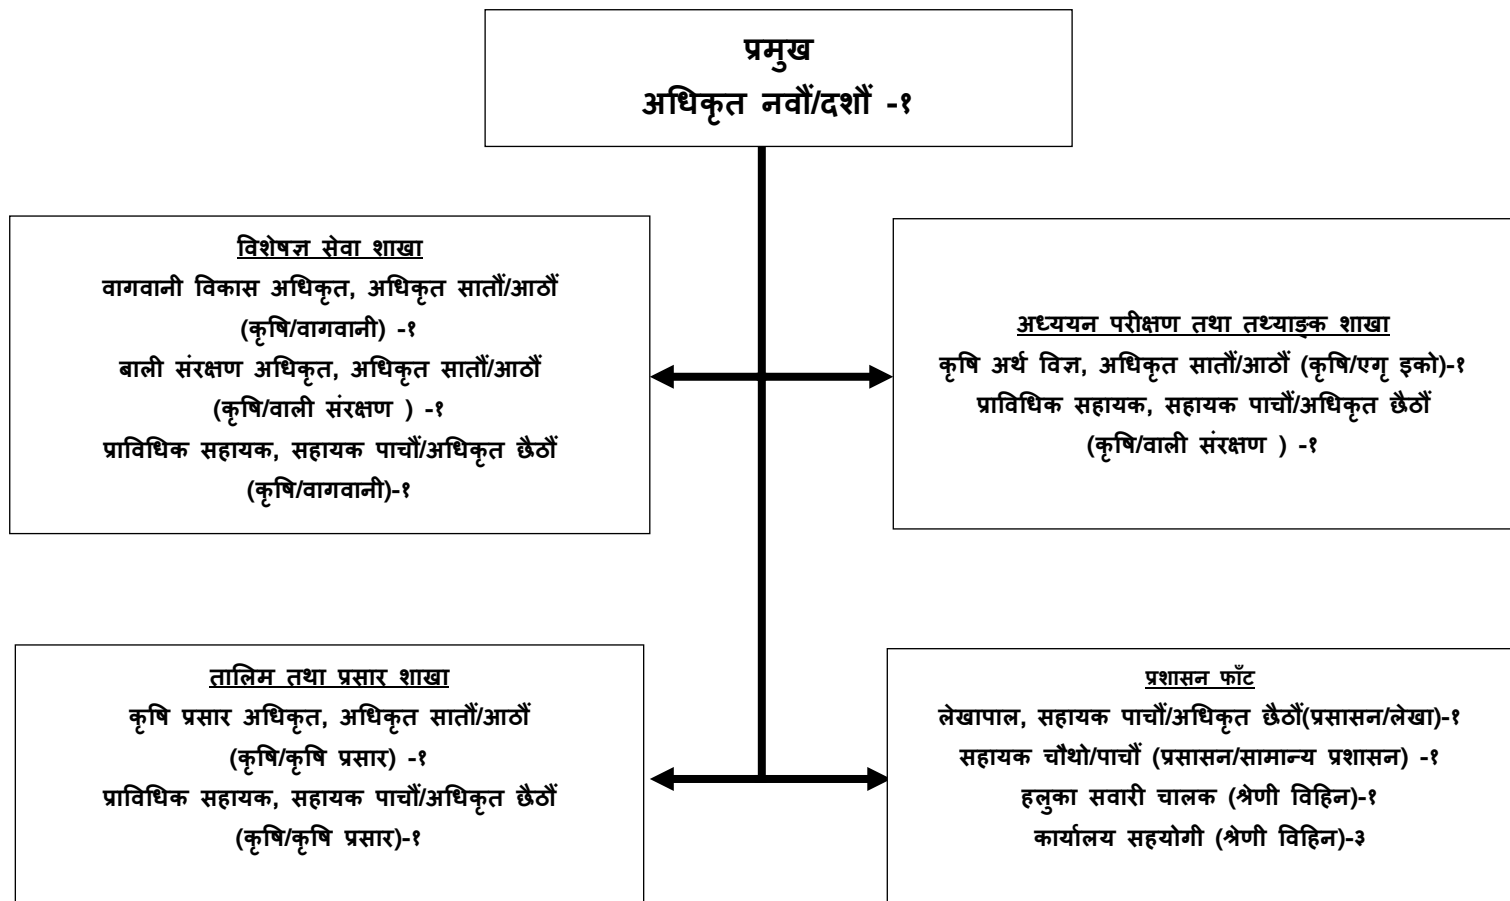 प्रमुख
अधिकृत नवौं/दशौं -१
विशेषज्ञ सेवा शाखा
वागवानी विकास अधिकृत, अधिकृत सातौं/आठौं
(कृषि/वागवानी) -१
बाली संरक्षण अधिकृत, अधिकृत सातौं/आठौं
(कृषि/वाली संरक्षण ) -१
प्राविधिक सहायक, सहायक पाचौं/अधिकृत छैठौं
(कृषि/वागवानी)-१
अध्ययन परीक्षण तथा तथ्याङ्क शाखा
कृषि अर्थ विज्ञ, अधिकृत सातौं/आठौं (कृषि/एगृ इको)-१
प्राविधिक सहायक, सहायक पाचौं/अधिकृत छैठौं
(कृषि/वाली संरक्षण ) -१
तालिम तथा प्रसार शाखा
कृषि प्रसार अधिकृत, अधिकृत सातौं/आठौं
(कृषि/कृषि प्रसार) -१
प्राविधिक सहायक, सहायक पाचौं/अधिकृत छैठौं
(कृषि/कृषि प्रसार)-१
प्रशासन फाँट
लेखापाल, सहायक पाचौं/अधिकृत छैठौं(प्रसासन/लेखा)-१
सहायक चौथो/पाचौं (प्रसासन/सामान्य प्रशासन) -१
हलुका सवारी चालक (श्रेणी विहिन)-१
कार्यालय सहयोगी (श्रेणी विहिन)-३